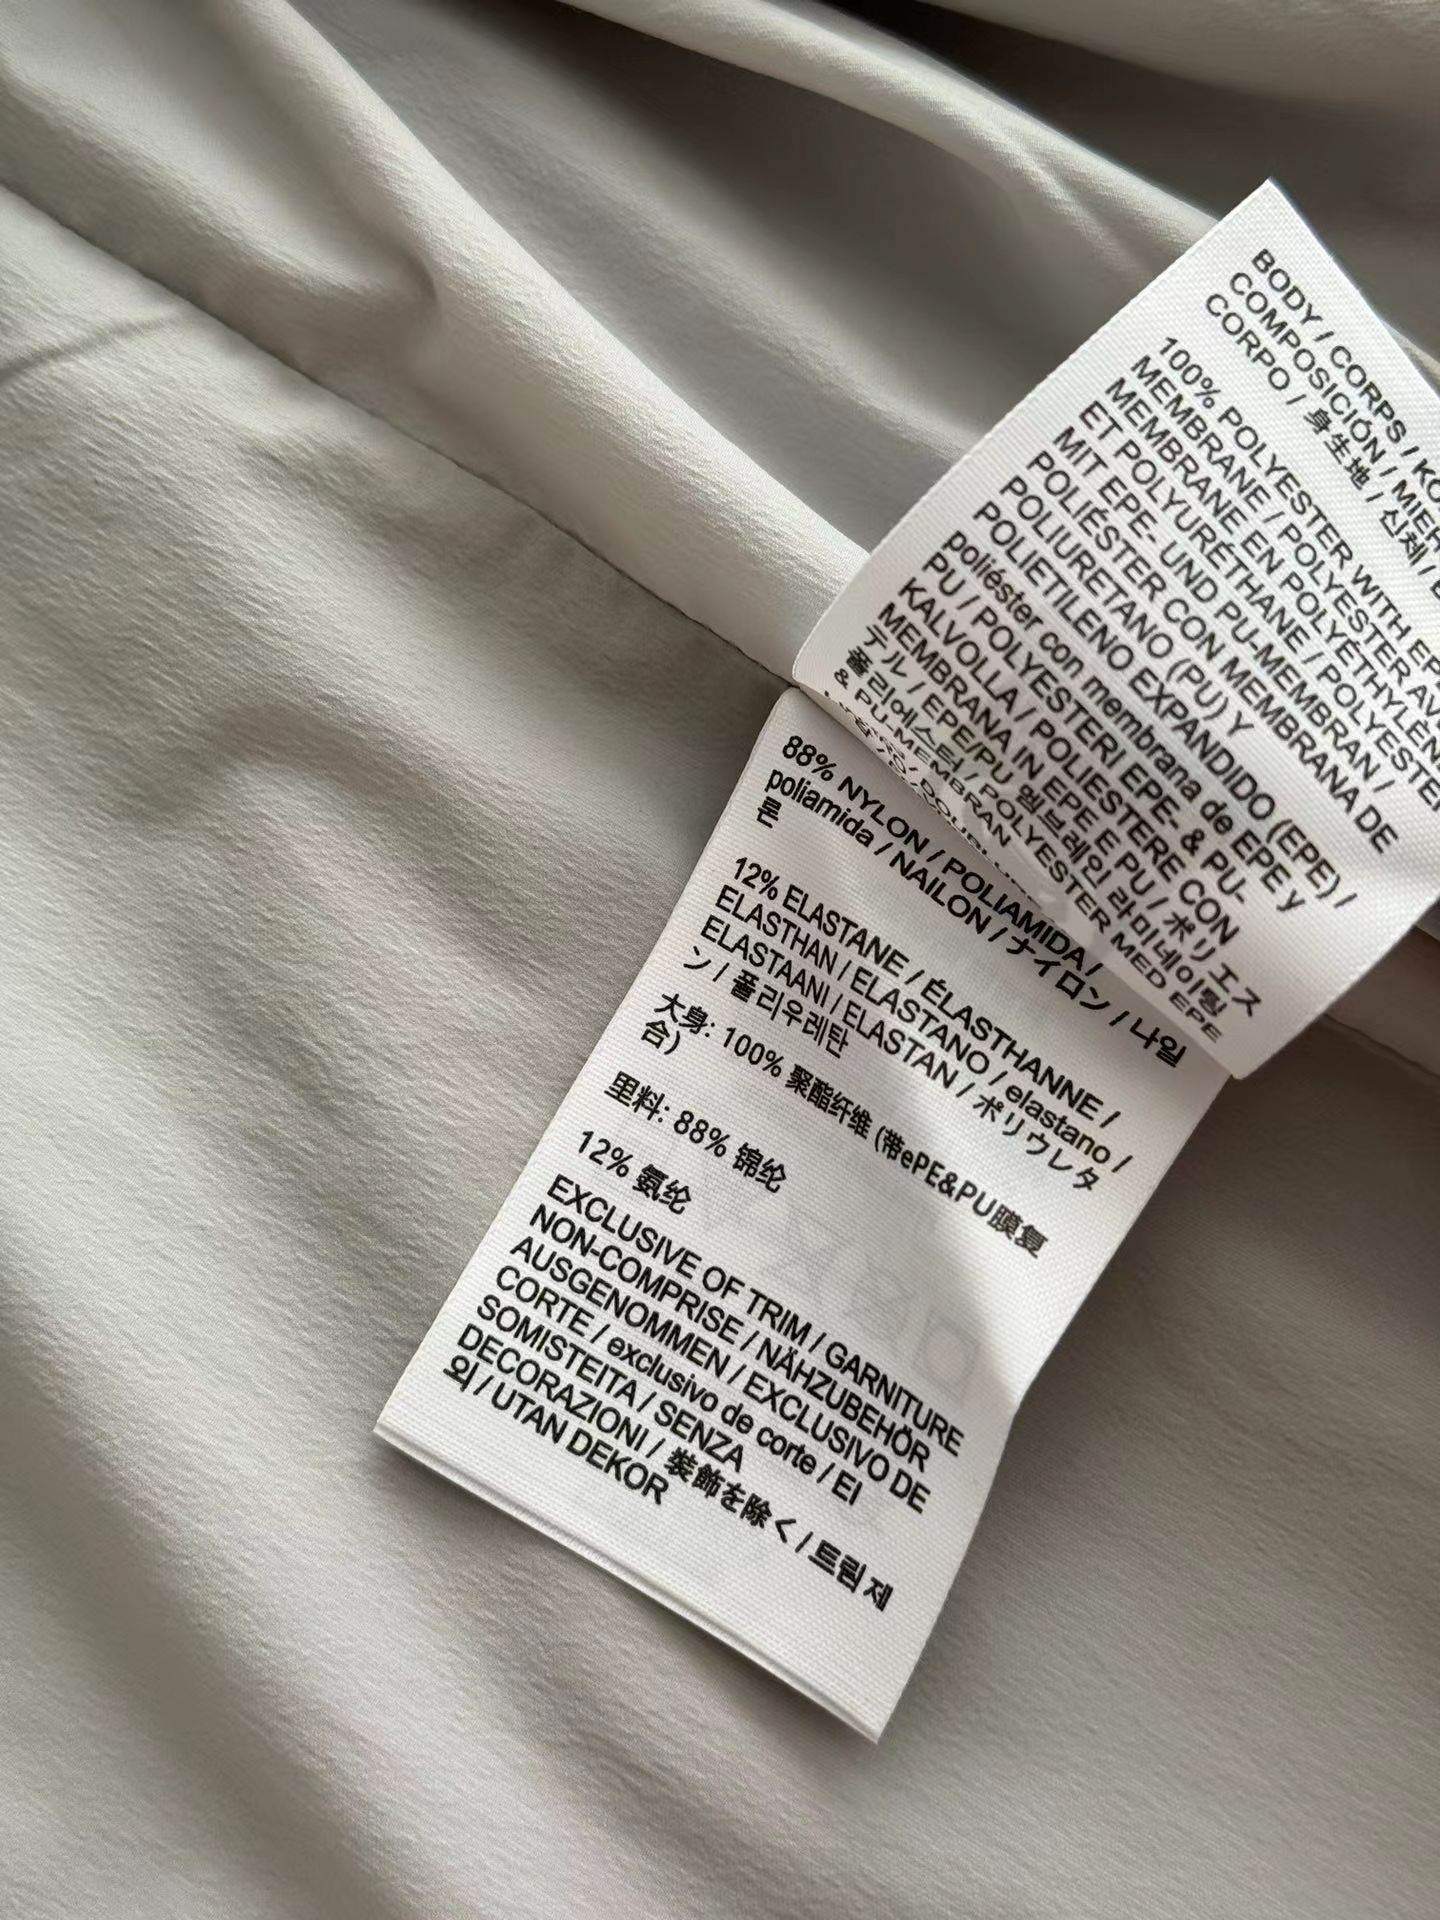 BODY / CORPS / KÖ
COMPOSICIÓN / MIEH
CORPO / 身生地 / 신체 /
100% POLYESTER WITH EPE
MEMBRANE / POLYESTER AVE
MEMBRANE EN POLYÉTHYLÈN
ET POLYURÉTHANE / POLYESTER
MIT EPE- UND PU-MEMBRAN /
POLIÉSTER CON MEMBRANA DE
POLIURETANO (PU) Y
POLIETILENO EXPANDIDO (EPE) /
poliéster con membrana de EPE y
PU / POLYESTERI EPE- & PU-
KALVOLLA / POLIESTERE CON
MEMBRANA IN EPE E PU / ポリエス
テル / EPE/PU 멤브레인 라미네이팅
폴리에스터 / POLYESTER MED EPE
& PU-MEMBRAN
88% NYLON / POLIAMIDA /
poliamida / NAILON / ナイロン / 나일
론
12% ELASTANE / ÉLASTHANNE /
ELASTHAN / ELASTANO / elastano /
ELASTAANI / ELASTAN / ポリウレタ
ン / 폴리우레탄
大身: 100% 聚酯纤维 (带ePE&PU膜复
合)
里料: 88% 锦纶
12% 氨纶
EXCLUSIVE OF TRIM / GARNITURE
NON-COMPRISE / NÄHZUBEHÖR
AUSGENOMMEN / EXCLUSIVO DE
CORTE / exclusivo de corte / EI
SOMISTEITA / SENZA
DECORAZIONI / 装飾を除く / 트림 제
외 / UTAN DEKOR